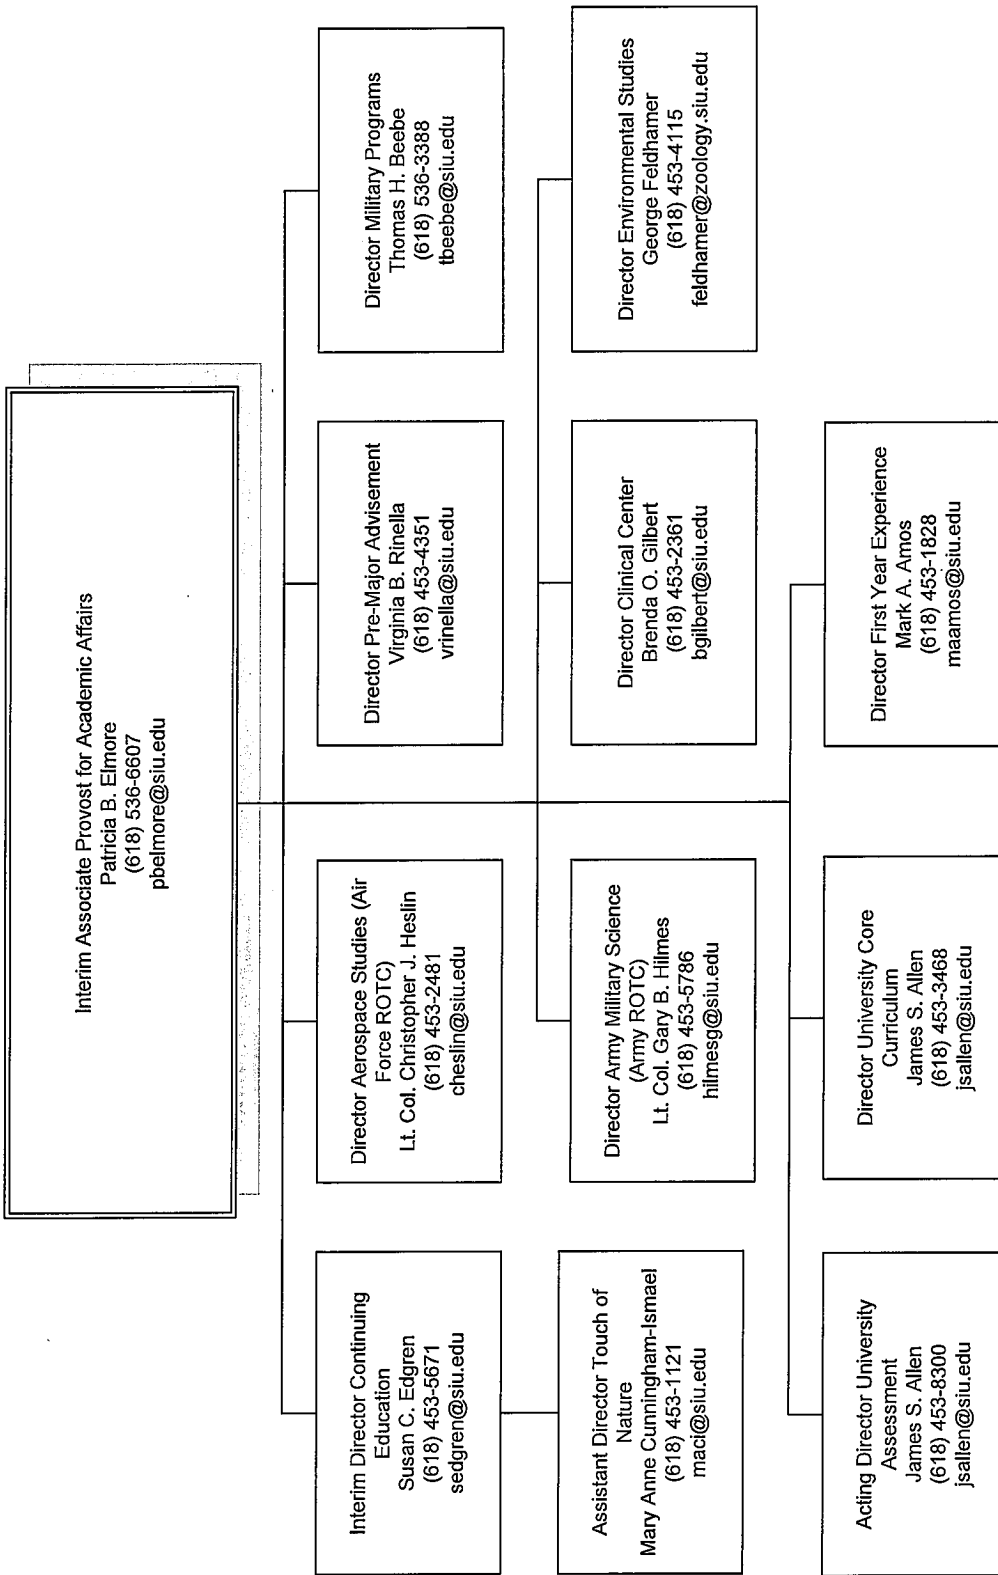 Interim Associate Provost for Academic Affairs
Patricia B. Elmore
(618) 536-6607
pbelmore@siu.edu
Interim Director Continuing
Education
Susan C. Edgren
(618) 453-5671
sedgren@siu.edu
Director Aerospace Studies (Air
Force ROTC)
Lt. Col. Christopher J. Heslin
(618) 453-2481
cheslin@siu.edu
Director Pre-Major Advisement
Virginia B. Rinella
(618) 453-4351
vrinella@siu.edu
Director Military Programs
Thomas H. Beebe
(618) 536-3388
tbeebe@siu.edu
Assistant Director Touch of
Nature
Mary Anne Cunningham-Ismael
(618) 453-1121
maci@siu.edu
Director Army Military Science
(Army ROTC)
Lt. Col. Gary B. Hilmes
(618) 453-5786
hilmesg@siu.edu
Director Clinical Center
Brenda O. Gilbert
(618) 453-2361
bgilbert@siu.edu
Director Environmental Studies
George Feldhamer
(618) 453-4115
feldhamer@zoology.siu.edu
Acting Director University
Assessment
James S. Allen
(618) 453-8300
jsallen@siu.edu
Director University Core
Curriculum
James S. Allen
(618) 453-3468
jsallen@siu.edu
Director First Year Experience
Mark A. Amos
(618) 453-1828
maamos@siu.edu